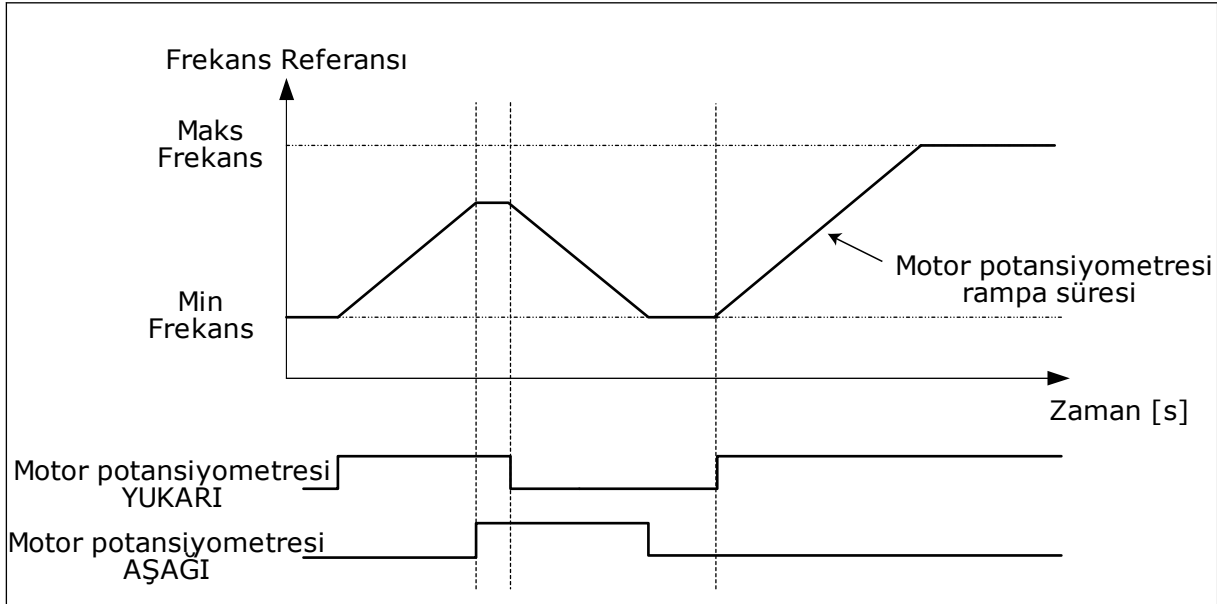 Frekans Referansı
Maks
Frekans
Min
Frekans
Motor potansiyometresi
rampa süresi
Zaman [s]
Motor potansiyometresi
YUKARI
Motor potansiyometresi
AŞAĞI